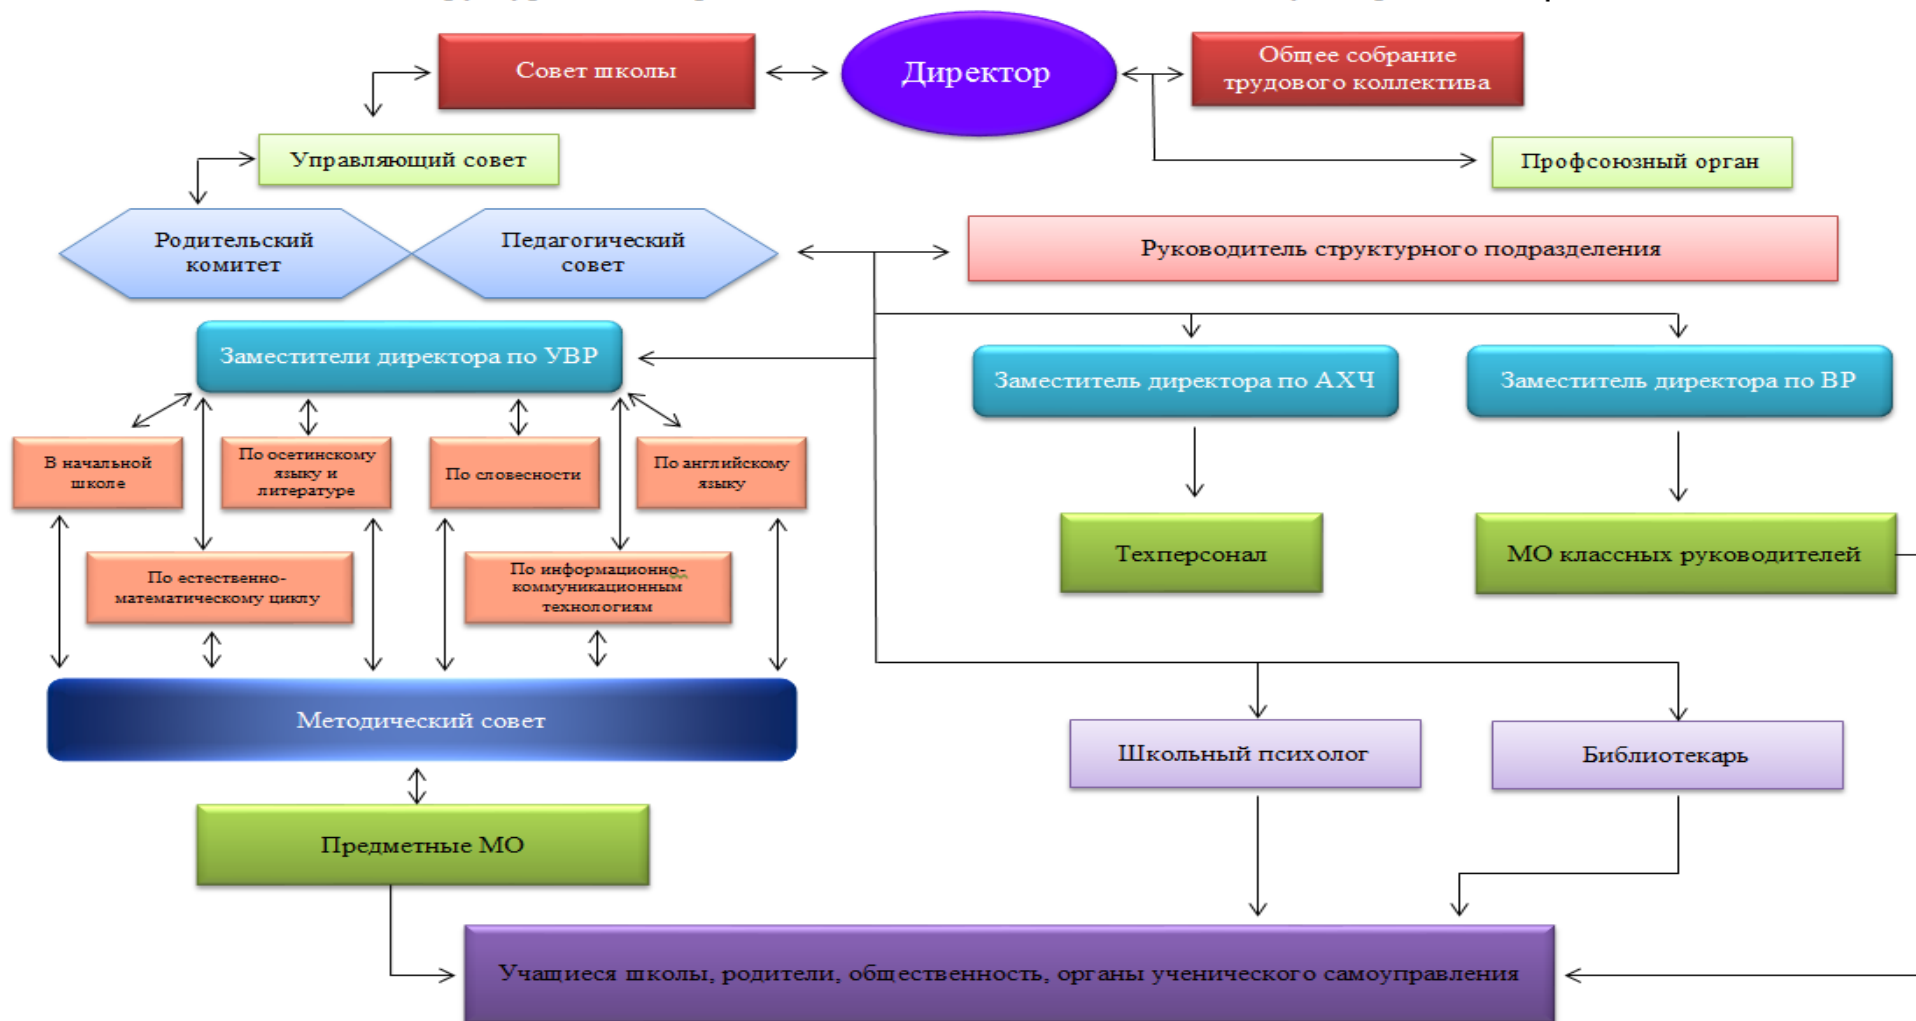 Совет школы
Директор
Общее собрание
трудового коллектива
Управляющий совет
Профсоюзный орган
Родительский
комитет
Педагогический
совет
Руководитель структурного подразделения
Заместители директора по УВР
Заместитель директора по АХЧ
Заместитель директора по ВР
В начальной
школе
По осетинскому
языку и
литературе
По словесности
По английскому
языку
Техперсонал
МО классных руководителей
По естественно-
математическому циклу
По информационно-
коммуникационным
технологиям
Методический совет
Школьный психолог
Библиотекарь
Предметные МО
Учащиеся школы, родители, общественность, органы ученического самоуправления